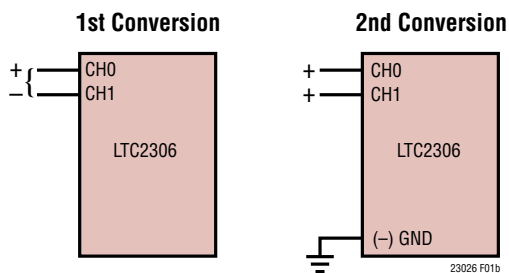 1st Conversion
+ { CH0
– CH1
LTC2306
2nd Conversion
+ CH0
+ CH1
LTC2306
(–) GND
23026 F01b